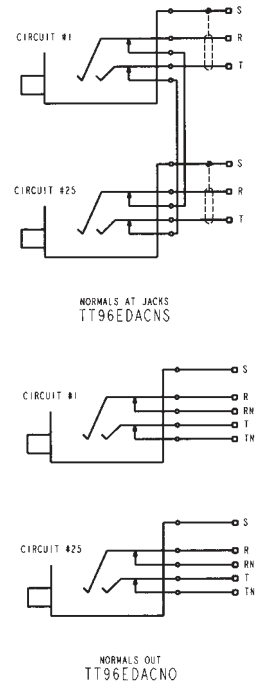 S
CIRCUIT #1
R
T
S
CIRCUIT #25
R
T
NORMALS AT JACKS
TT96EDACNS
S
CIRCUIT #1
R
RN
T
TN
S
CIRCUIT #25
R
RN
T
TN
NORMALS OUT
TT96EDACNO